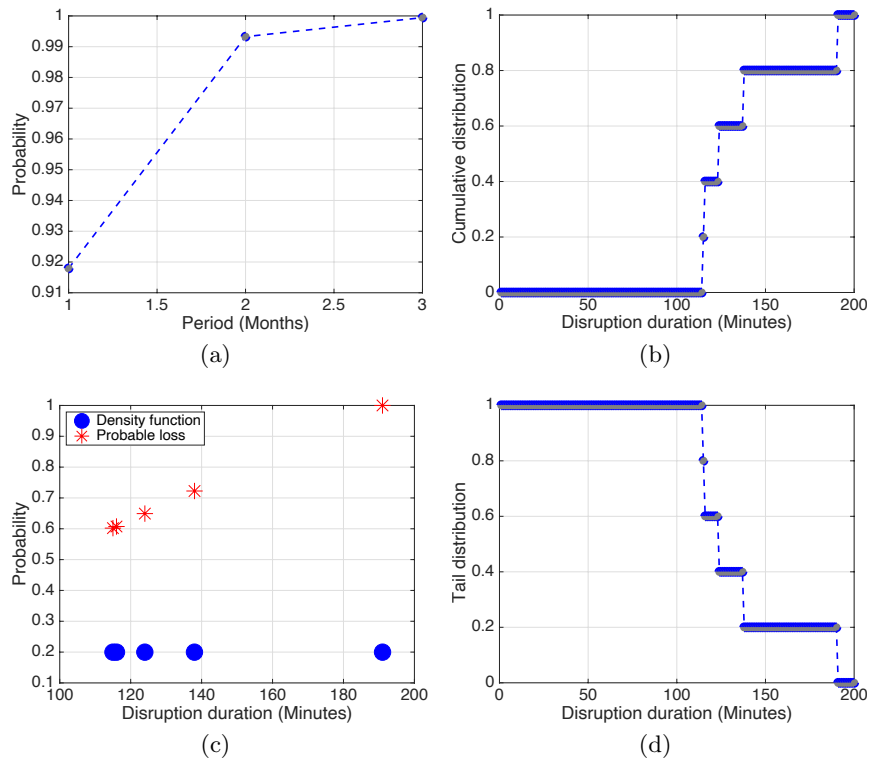 1
0.99
0.98
0.97
0.96
0.95
0.94
0.93
0.92
0.91
Probability
1 1.5 2 2.5 3
Period (Months)
(a)
1
0.8
0.6
0.4
0.2
0
Cumulative distribution
0 50 100 150 200
Disruption duration (Minutes)
(b)
1
0.9
0.8
0.7
0.6
0.5
0.4
0.3
0.2
0.1
Probability
Density function
Probable loss
100 120 140 160 180 200
Disruption duration (Minutes)
(c)
1
0.8
0.6
0.4
0.2
0
Tail distribution
0 50 100 150 200
Disruption duration (Minutes)
(d)